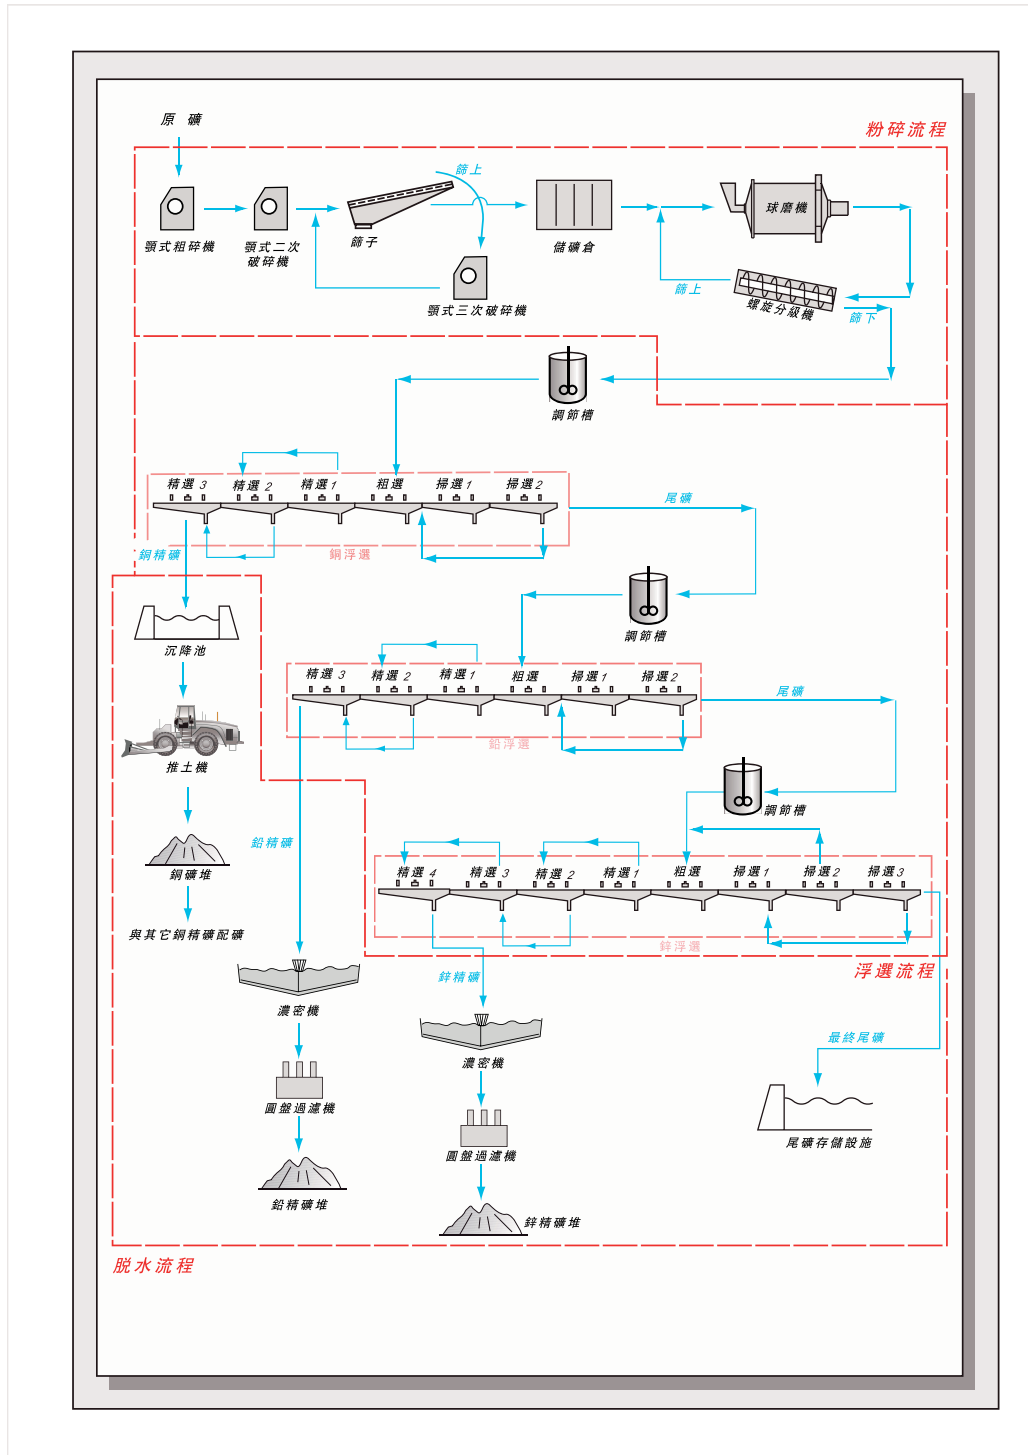 原 礦
粉碎流程
篩上
顎式粗碎機
顎式二次
破碎機
篩子
儲礦倉
球磨機
顎式三次破碎機
篩上
螺旋分級機
篩下
調節槽
精選 3
精選 2
精選 1
粗選
掃選 1
掃選 2
尾礦
銅精礦
銅浮選
調節槽
沉降池
精選 3
精選 2
精選 1
粗選
掃選 1
掃選 2
尾礦
鉛浮選
推土機
調節槽
鉛精礦
銅礦堆
精選 4
精選 3
精選 2
精選 1
粗選
掃選 1
掃選 2
掃選 3
與其它銅精礦配礦
鋅浮選
浮選流程
鋅精礦
濃密機
最終尾礦
濃密機
圓盤過濾機
尾礦存儲設施
圓盤過濾機
鉛精礦堆
鋅精礦堆
脱水流程